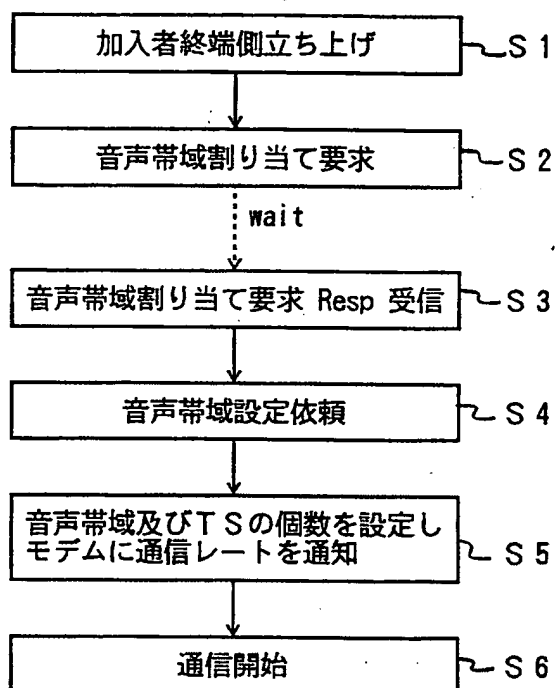 加入者終端側立ち上げ S1
音声帯域割り当て要求 S2
wait
音声帯域割り当て要求 Resp 受信 S3
音声帯域設定依頼 S4
音声帯域及びTSの個数を設定し
モデムに通信レートを通知 S5
通信開始 S6